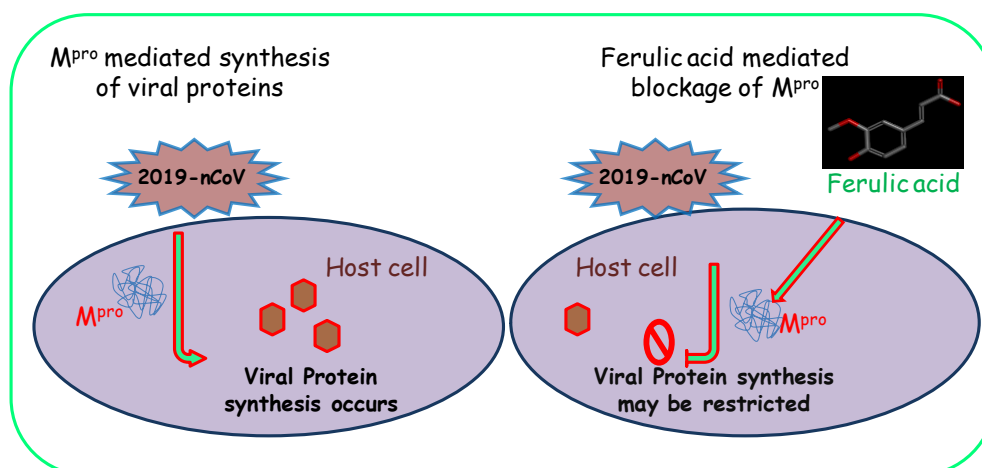 Mᵖʳᵒ mediated synthesis
of viral proteins
2019-nCoV
Host cell
Mᵖʳᵒ
Viral Protein
synthesis occurs
Ferulic acid mediated
blockage of Mᵖʳᵒ
Ferulic acid
2019-nCoV
Host cell
Mᵖʳᵒ
Viral Protein synthesis
may be restricted